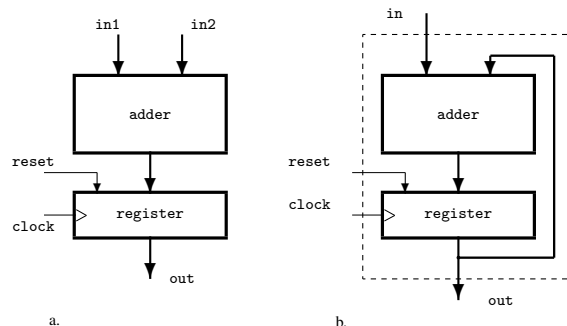 in1 in2
adder
reset
register
clock
out
a.
in
adder
reset
register
clock
out
b.